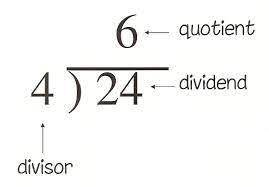 6 ← quotient
4 ) 24 ← dividend
↑
divisor